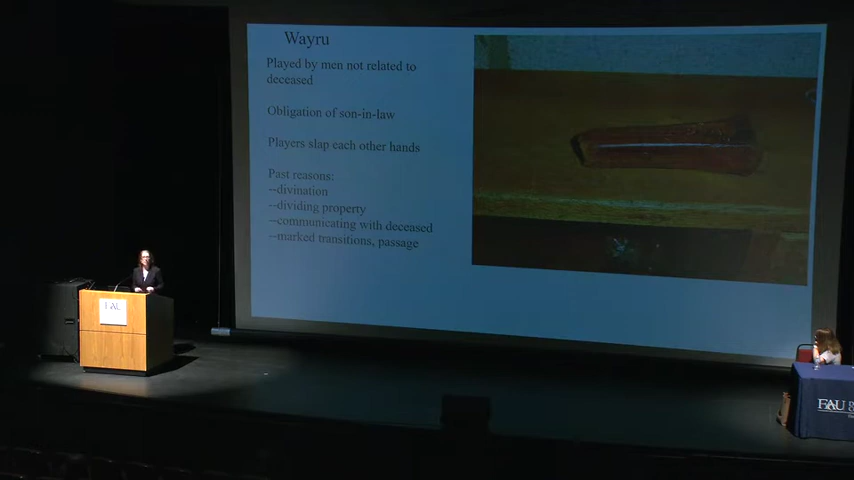 Wayru
Played by men not related to
deceased
Obligation of son-in-law
Players slap each other hands
Past reasons:
--divination
--dividing property
--communicating with deceased
--marked transitions, passage
FAU
FAU